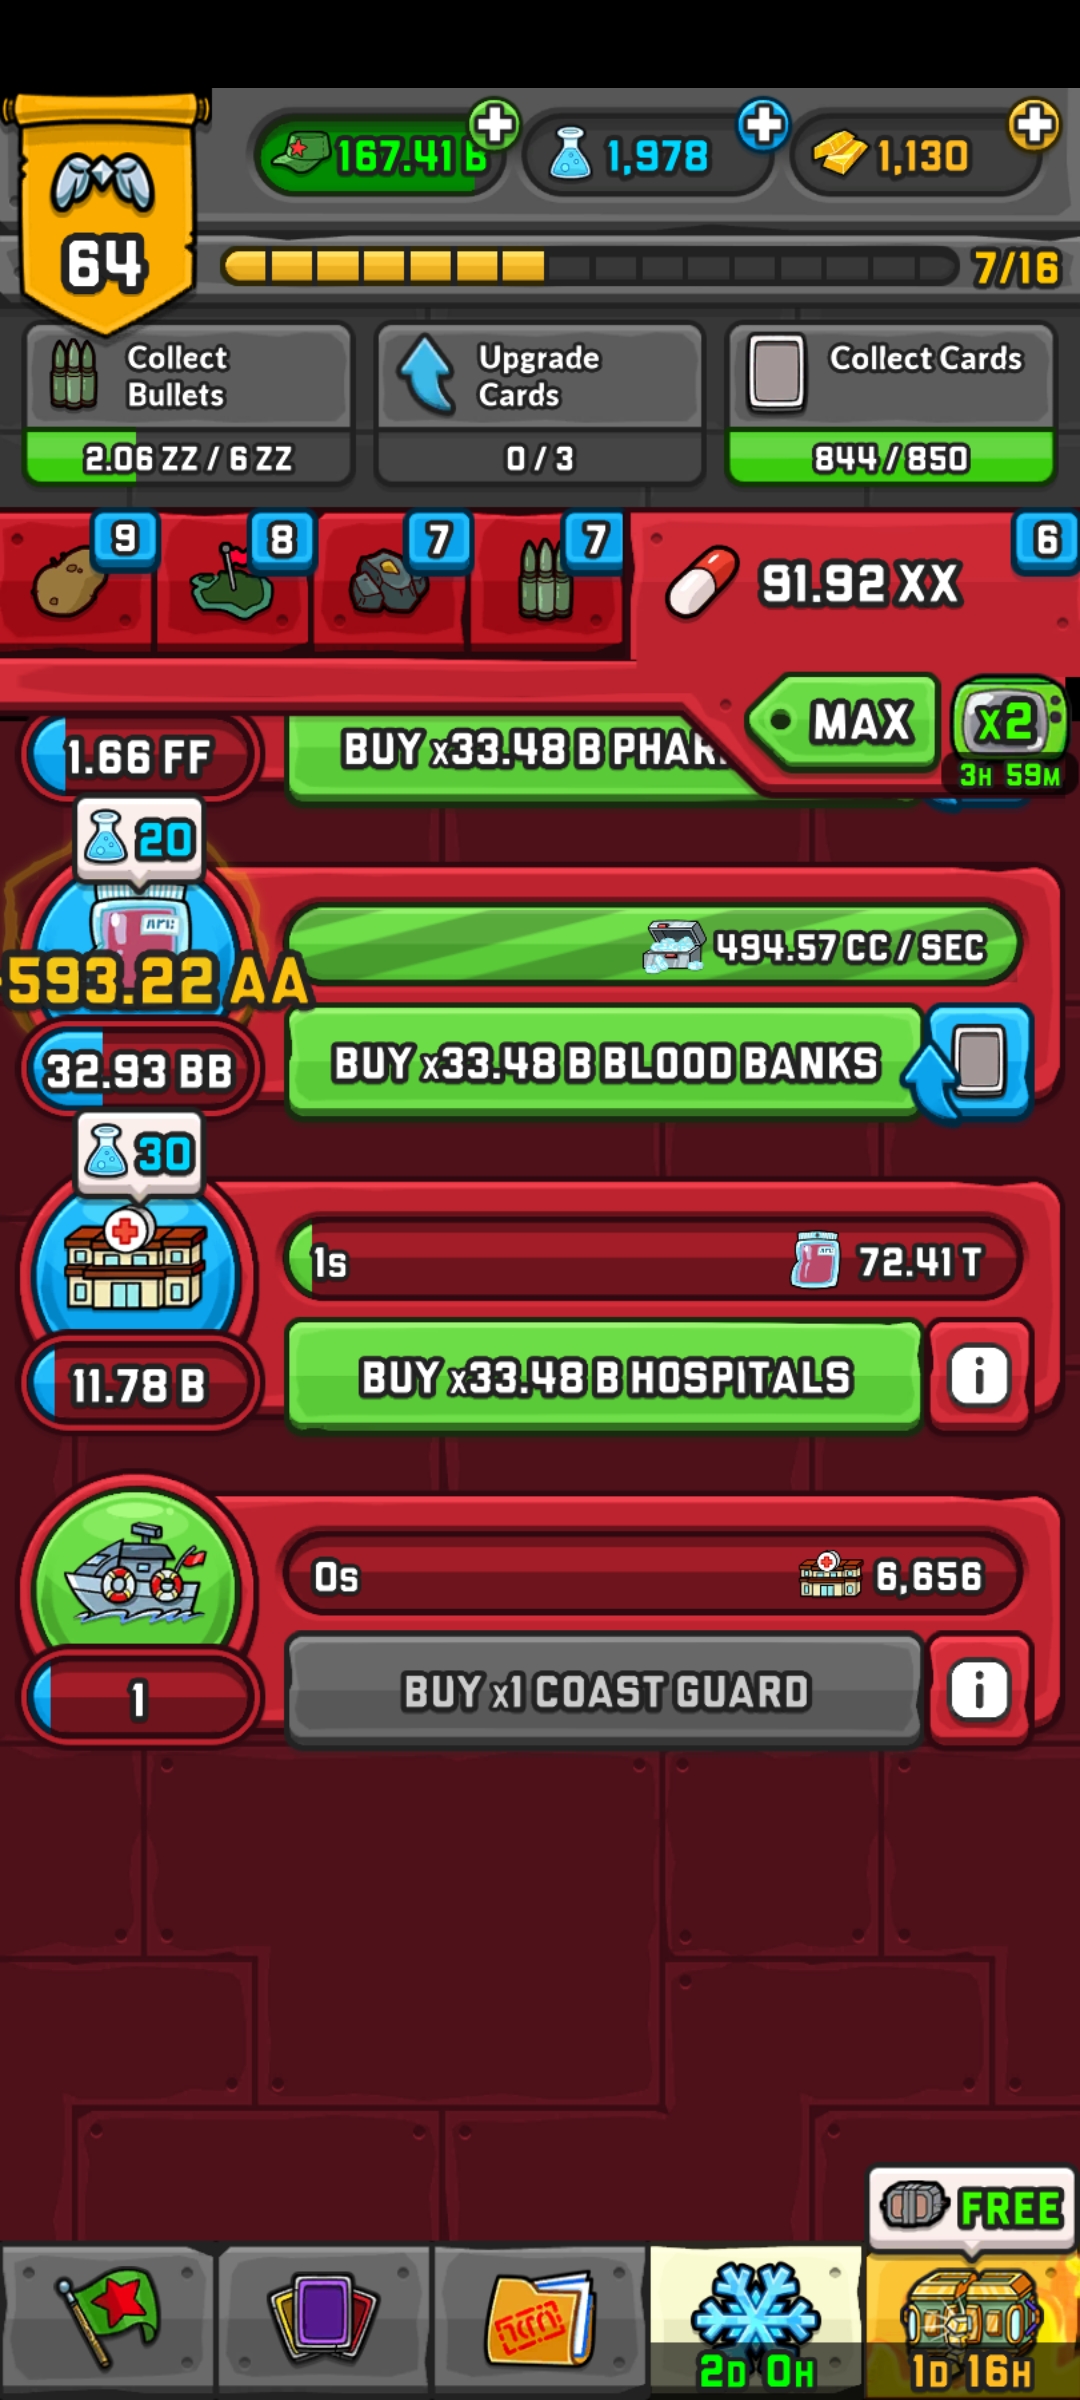 64
167.41 B
1,978
1,130
7/16
Collect
Bullets
2.06 ZZ / 6 ZZ
Upgrade
Cards
0 / 3
Collect Cards
844 / 850
9
8
7
7
91.92 XX
6
MAX
x2
3H 59M
1.66 FF
BUY x33.48 B
20
494.57 CC / SEC
593.22 AA
32.93 BB
BUY x33.48 B BLOOD BANKS
30
1s
72.41 T
11.78 B
BUY x33.48 B HOSPITALS
i
0s
6,656
1
BUY x1 COAST GUARD
i
FREE
2D 0H
1D 16H